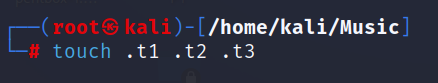 ┌──(root㉿kali)-[/home/kali/Music]
└─# touch .t1 .t2 .t3